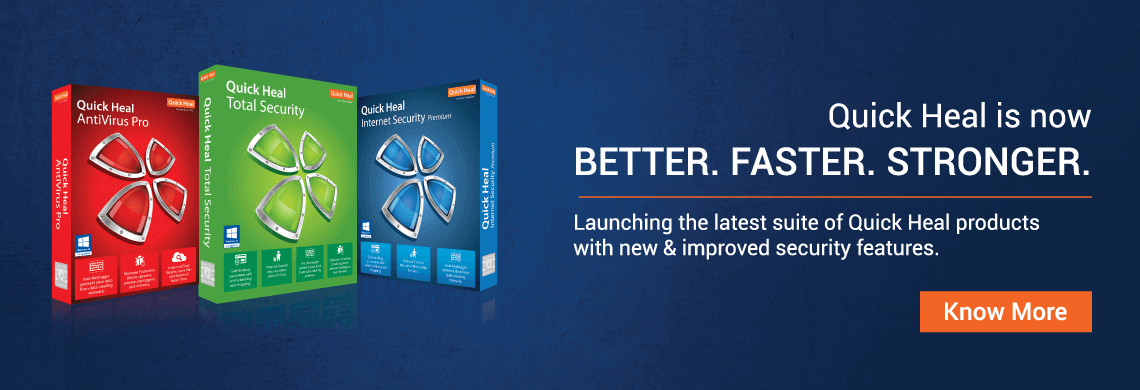 Quick Heal
AntiVirus Pro
Quick Heal
Quick Heal
AntiVirus Pro
Quick Heal
Total Security
Quick Heal
Quick Heal Total Security
Quick Heal
Internet Security Premium
Quick Heal
Quick Heal
Internet Security Premium
Quick Heal is now
BETTER. FASTER. STRONGER.
Launching the latest suite of Quick Heal products
with new & improved security features.
Know More